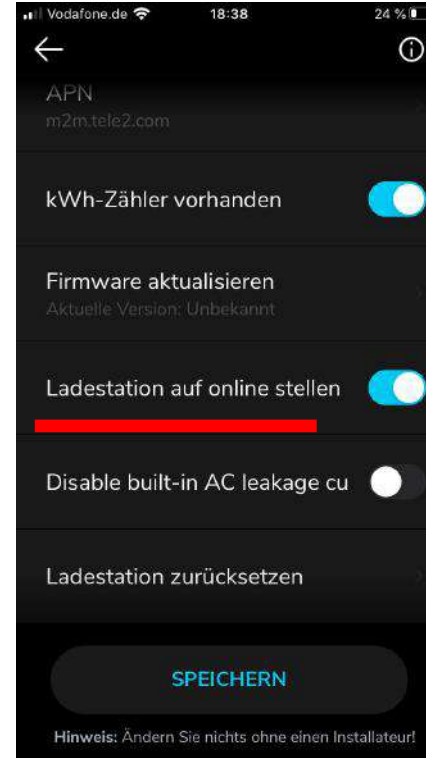 Vodafone.de 18:38 24 %
APN
m2m.tele2.com
kWh-Zähler vorhanden
Firmware aktualisieren
Aktuelle Version: Unbekannt
Ladestation auf online stellen
Disable built-in AC leakage cu
Ladestation zurücksetzen
SPEICHERN
Hinweis: Ändern Sie nichts ohne einen Installateur!